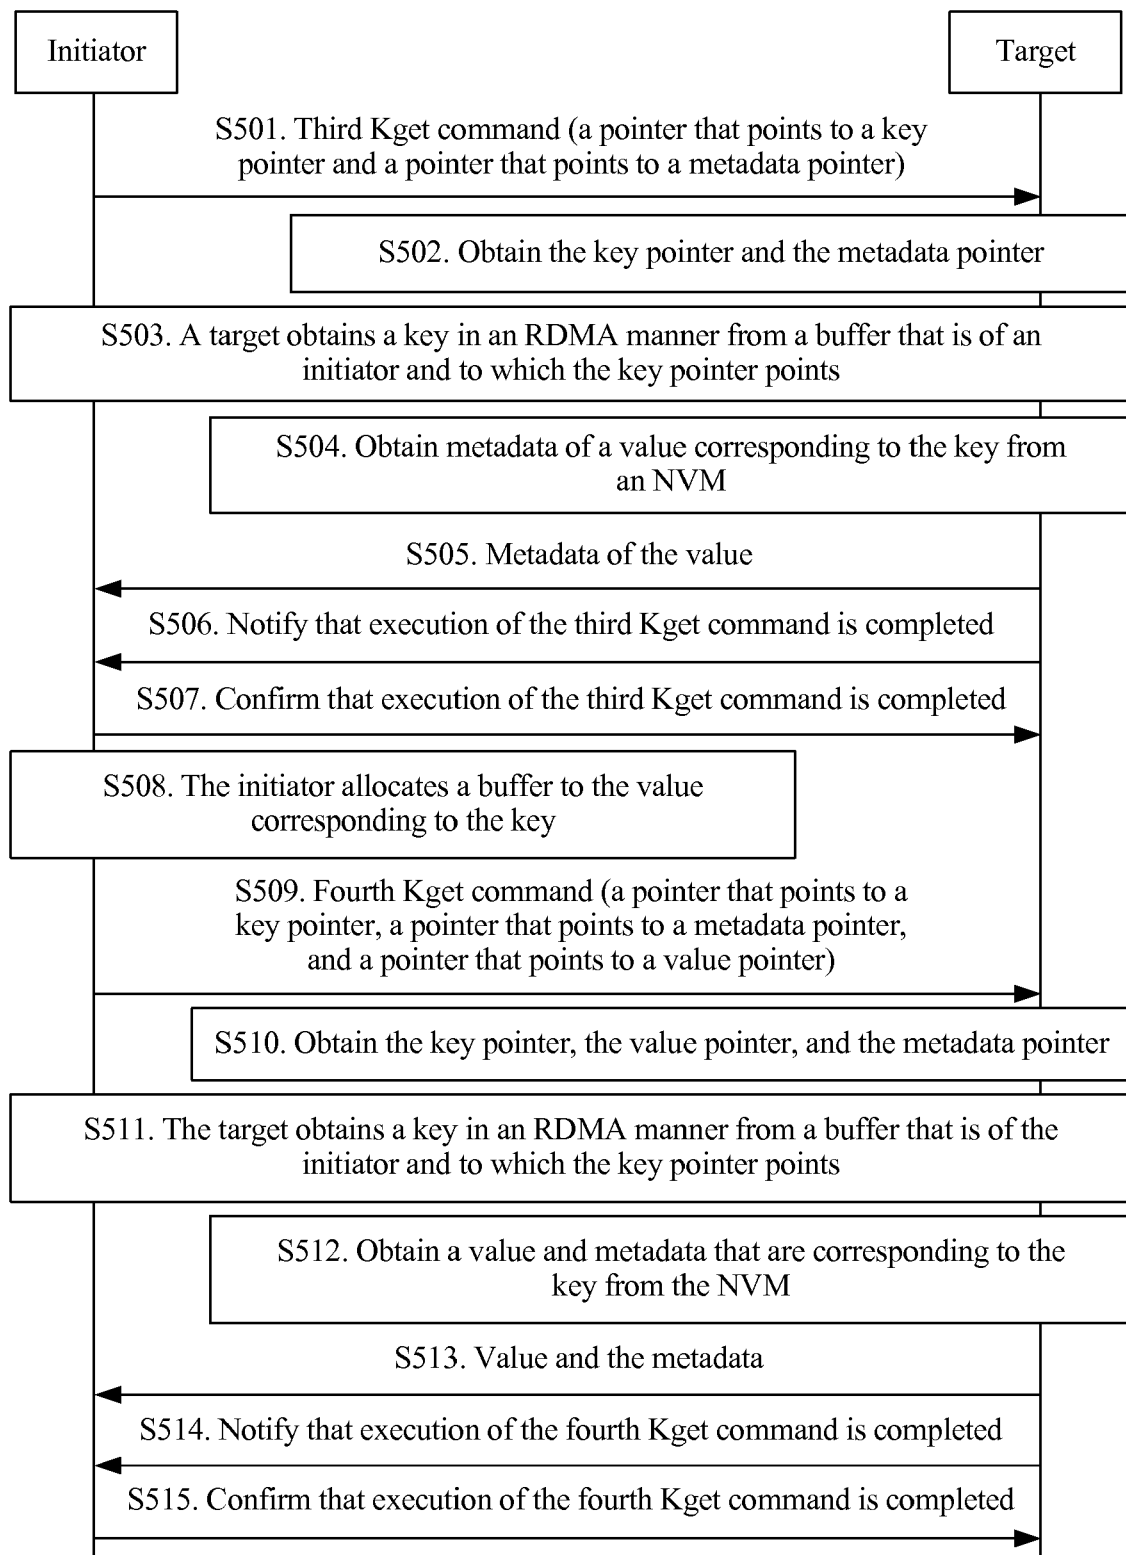 Initiator
Target
S501. Third Kget command (a pointer that points to a key
pointer and a pointer that points to a metadata pointer)
S502. Obtain the key pointer and the metadata pointer
S503. A target obtains a key in an RDMA manner from a buffer that is of an
initiator and to which the key pointer points
S504. Obtain metadata of a value corresponding to the key from
an NVM
S505. Metadata of the value
S506. Notify that execution of the third Kget command is completed
S507. Confirm that execution of the third Kget command is completed
S508. The initiator allocates a buffer to the value
corresponding to the key
S509. Fourth Kget command (a pointer that points to a
key pointer, a pointer that points to a metadata pointer,
and a pointer that points to a value pointer)
S510. Obtain the key pointer, the value pointer, and the metadata pointer
S511. The target obtains a key in an RDMA manner from a buffer that is of the
initiator and to which the key pointer points
S512. Obtain a value and metadata that are corresponding to the
key from the NVM
S513. Value and the metadata
S514. Notify that execution of the fourth Kget command is completed
S515. Confirm that execution of the fourth Kget command is completed